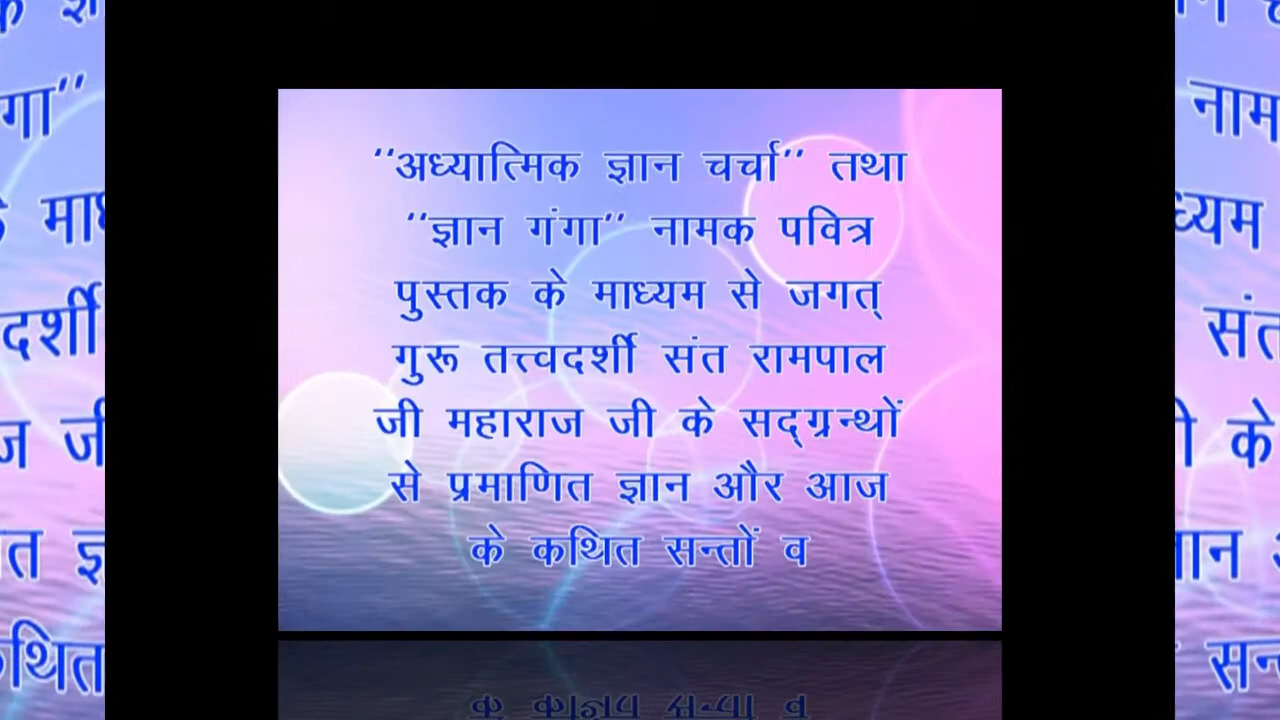 ‘‘अध्यात्मिक ज्ञान चर्चा’’ तथा
‘‘ज्ञान गंगा’’ नामक पवित्र
पुस्तक के माध्यम से जगत्
गुरू तत्त्वदर्शी संत रामपाल
जी महाराज जी के सद्ग्रन्थों
से प्रमाणित ज्ञान और आज
के कथित सन्तों व